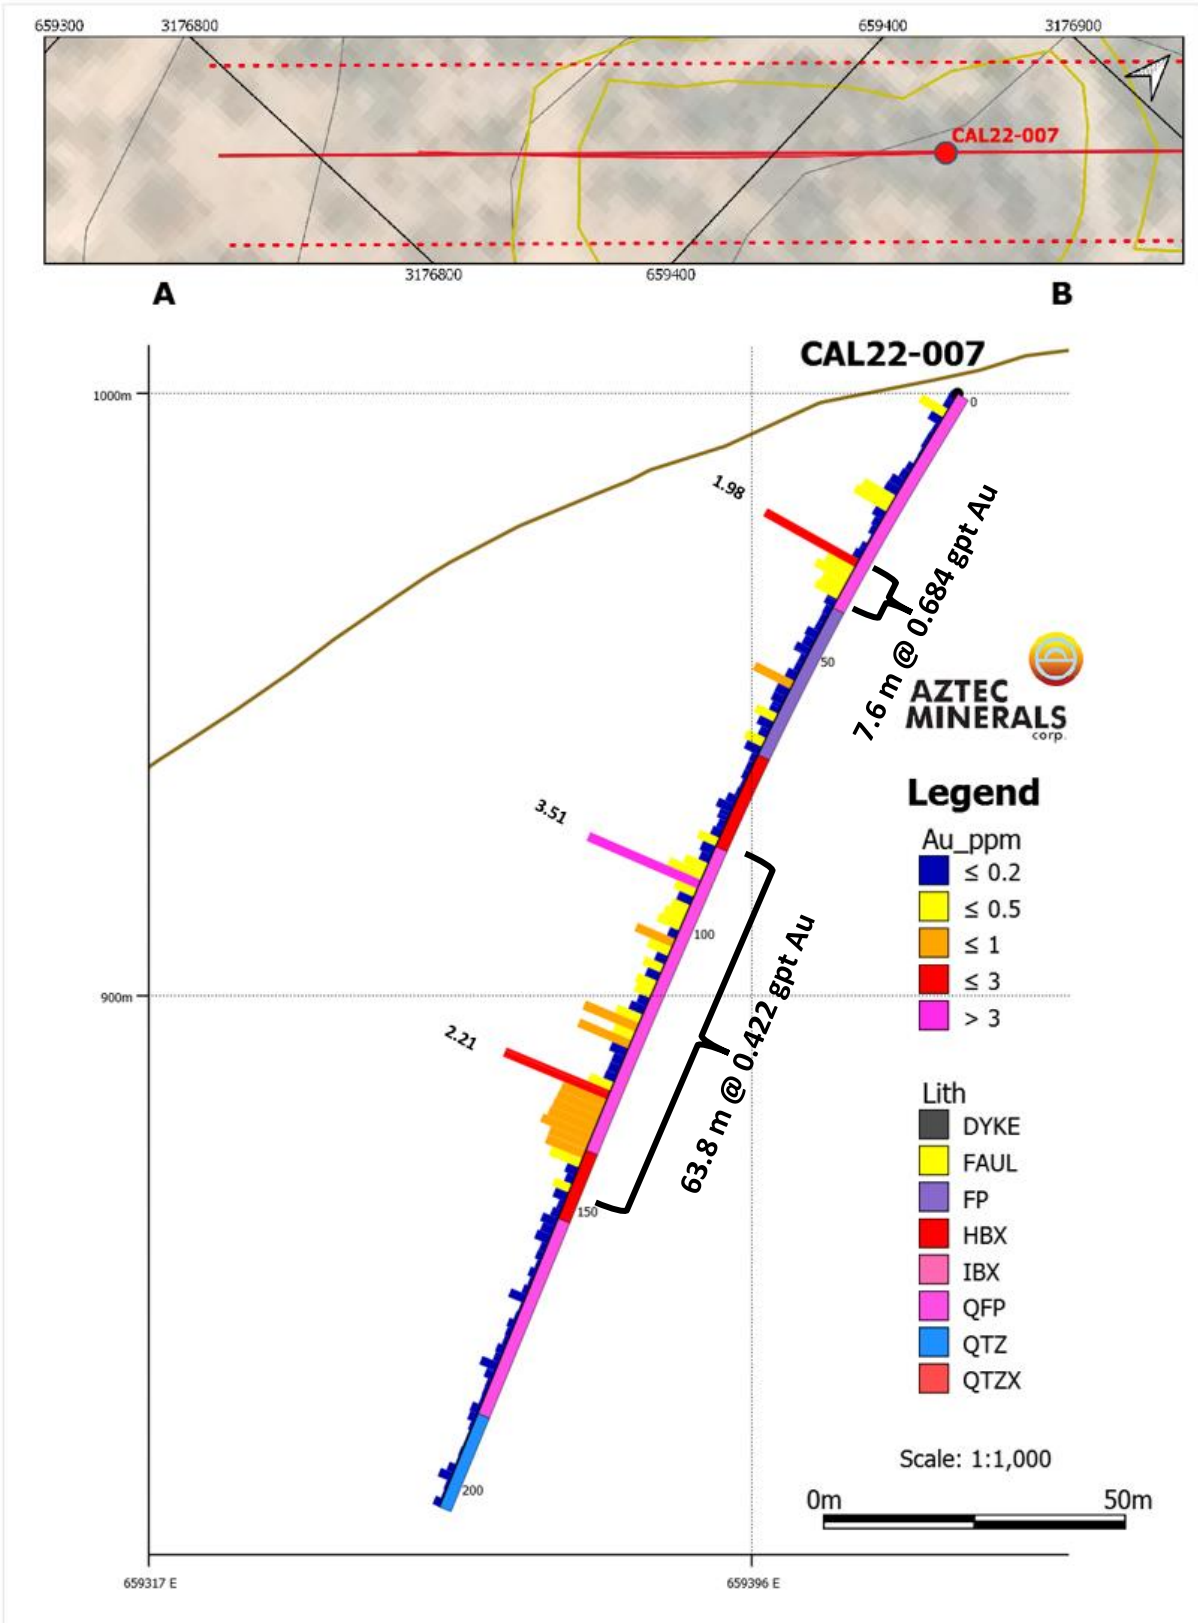 659300 3176800 659400 3176900
CAL22-007
3176800 659400
A B
CAL22-007
1000m
0
1.98
7.6 m @ 0.684 gpt Au
50
AZTEC
MINERALS
corp.
Legend
Au_ppm
≤ 0.2
≤ 0.5
≤ 1
≤ 3
> 3
3.51
100
63.8 m @ 0.422 gpt Au
900m
2.21
Lith
DYKE
FAUL
FP
HBX
IBX
QFP
QTZ
QTZX
150
200
Scale: 1:1,000
0m 50m
659317 E 659396 E